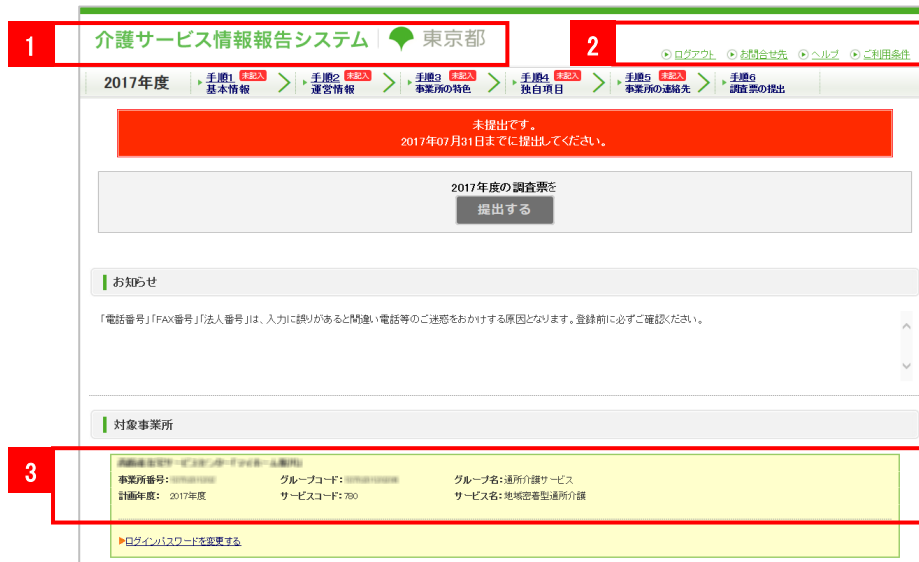 1
介護サービス情報報告システム 東京都
2
ログアウト お問合せ先 ヘルプ ご利用条件
2017年度
手順1 未記入
基本情報
手順2 未記入
運営情報
手順3 未記入
事業所の特色
手順4 未記入
独自項目
手順5 未記入
事業所の連絡先
手順6
調査票の提出
未提出です。
2017年07月31日までに提出してください。
2017年度の調査票を
提出する
お知らせ
「電話番号」「FAX番号」「法人番号」は、入力に誤りがあると間違い電話等のご迷惑をおかけする原因となります。登録前に必ずご確認ください。
対象事業所
3
事業所番号: グループコード: グループ名:通所介護サービス
計画年度: 2017年度 サービスコード:780 サービス名:地域密着型通所介護
ログインパスワードを変更する